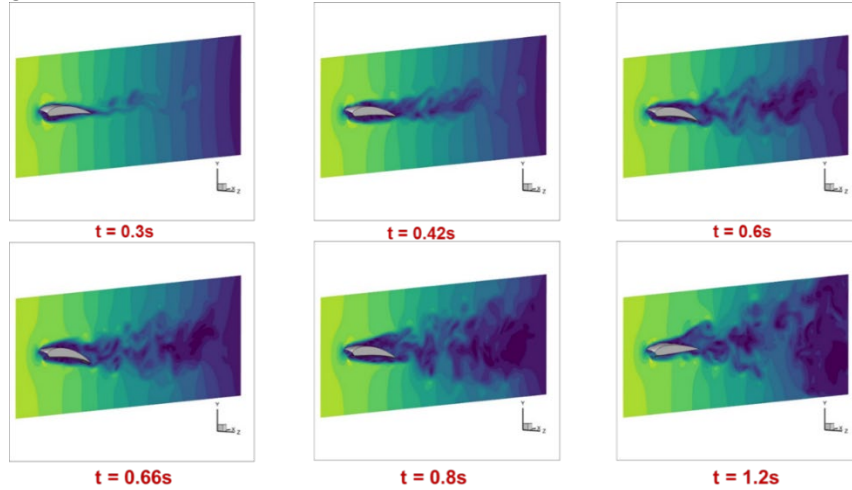 t = 0.3s
t = 0.42s
t = 0.6s
Y
X
Z
Y
X
Z
Y
X
Z
t = 0.66s
t = 0.8s
t = 1.2s
Y
X
Z
Y
X
Z
Y
X
Z